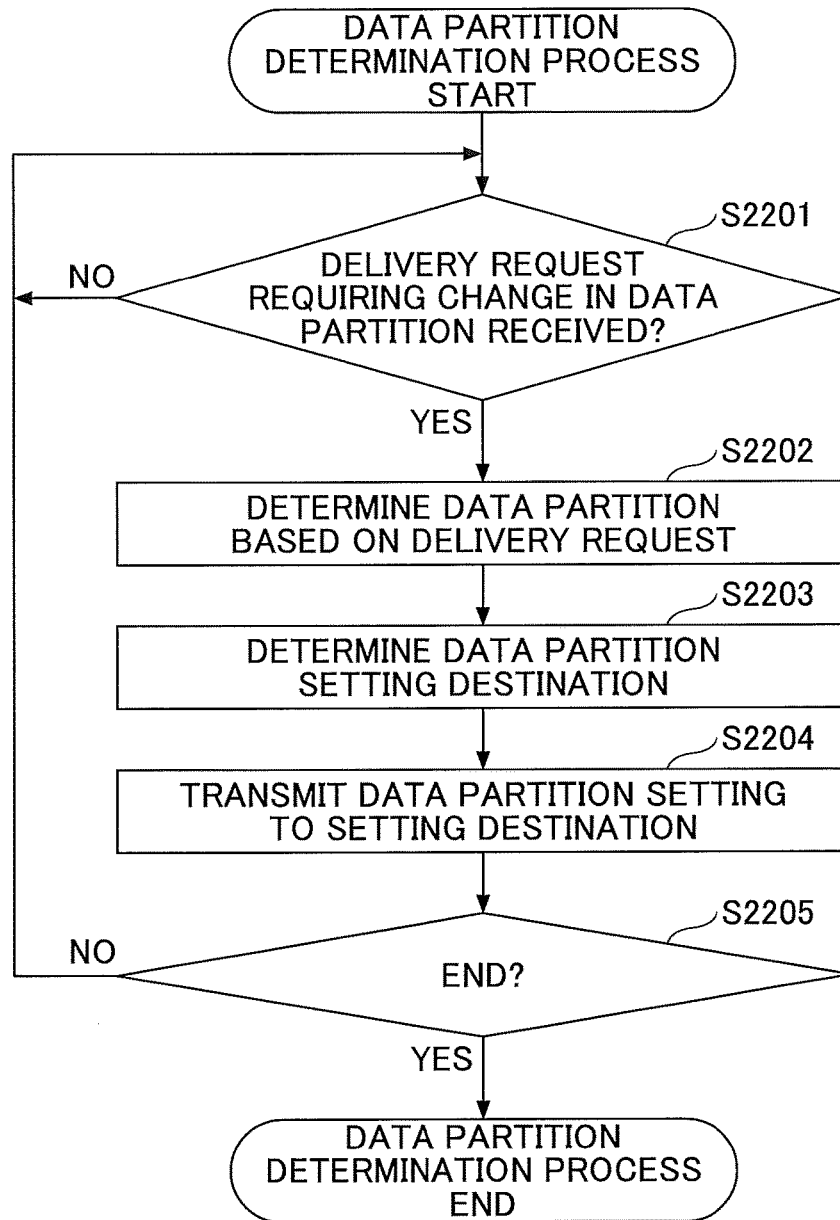 DATA PARTITION
DETERMINATION PROCESS
START
S2201
NO
DELIVERY REQUEST
REQUIRING CHANGE IN DATA
PARTITION RECEIVED?
YES
S2202
DETERMINE DATA PARTITION
BASED ON DELIVERY REQUEST
S2203
DETERMINE DATA PARTITION
SETTING DESTINATION
S2204
TRANSMIT DATA PARTITION SETTING
TO SETTING DESTINATION
S2205
NO
END?
YES
DATA PARTITION
DETERMINATION PROCESS
END